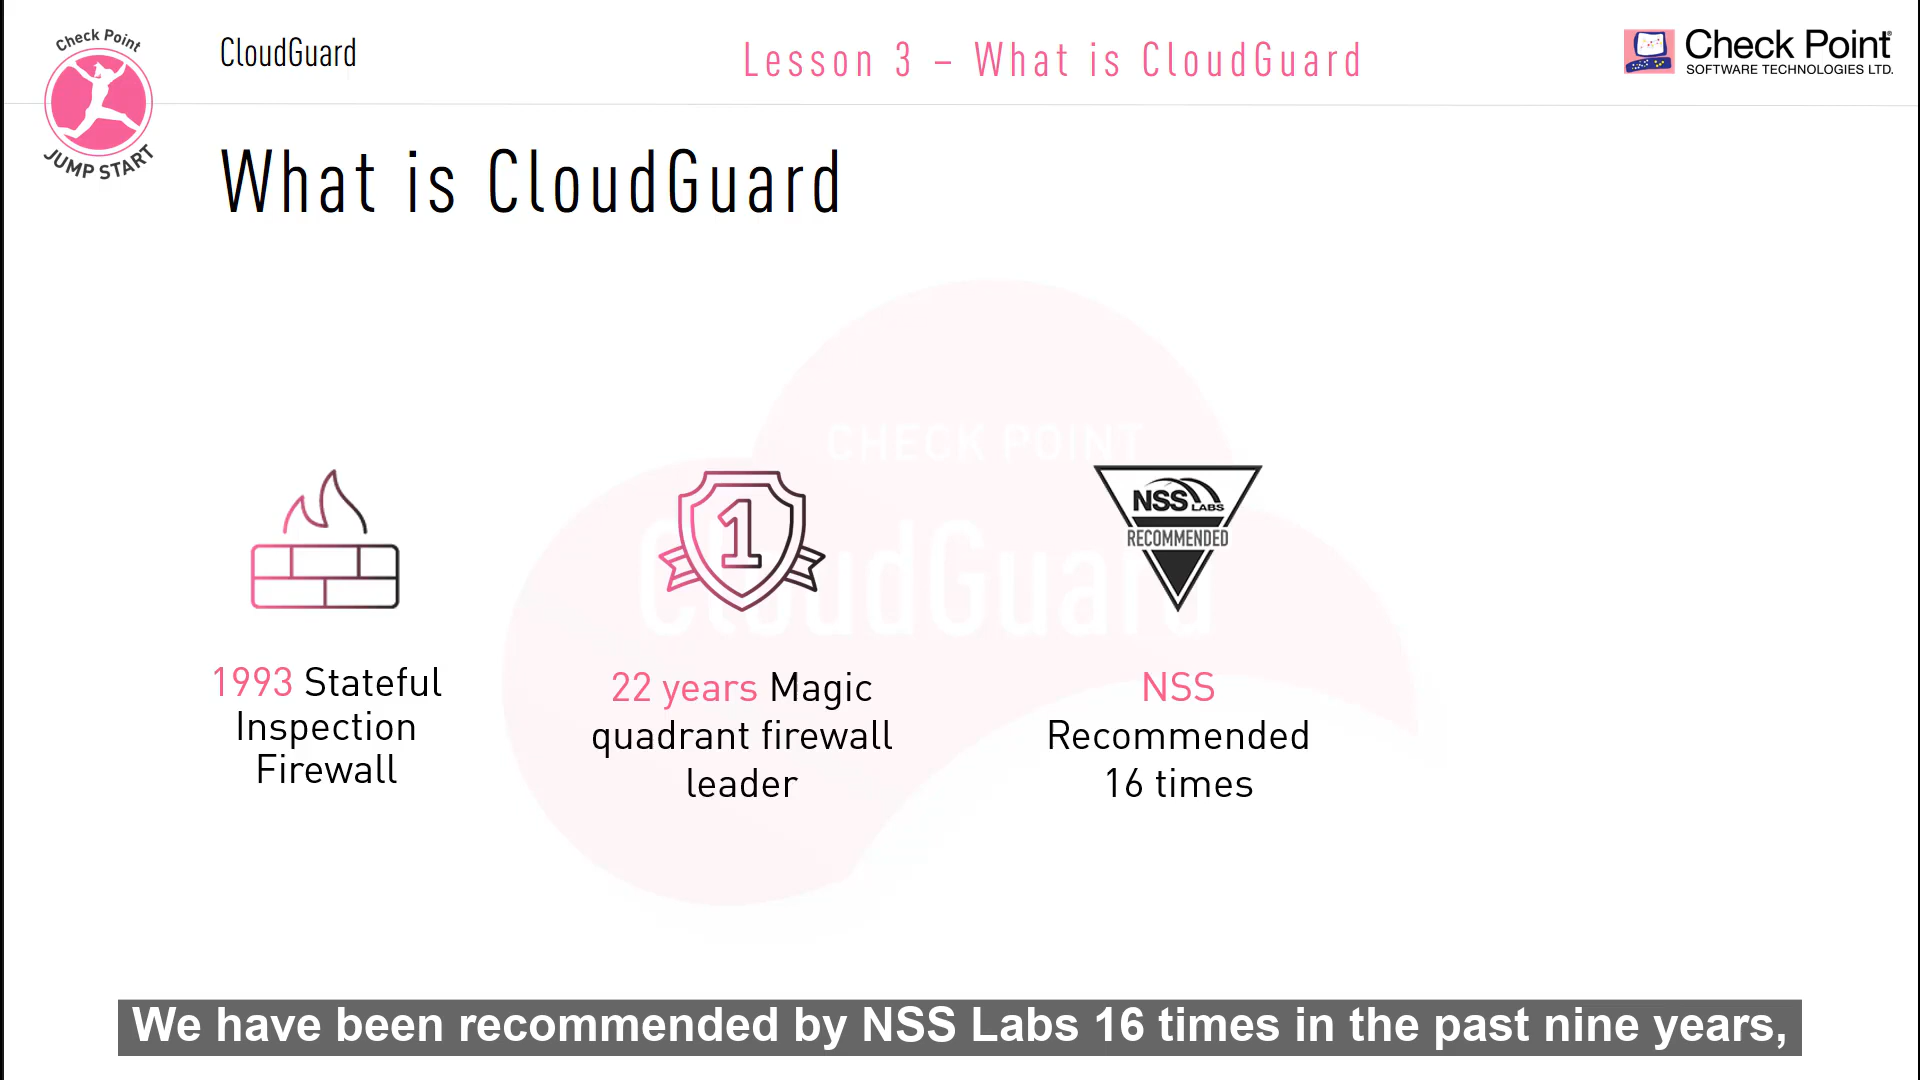 Check Point
JUMP START
CloudGuard
Lesson 3 – What is CloudGuard
Check Point
SOFTWARE TECHNOLOGIES LTD.
What is CloudGuard
CHECK POINT
CloudGuard
1
NSS LABS
RECOMMENDED
1993 Stateful
Inspection
Firewall
22 years Magic
quadrant firewall
leader
NSS
Recommended
16 times
We have been recommended by NSS Labs 16 times in the past nine years,